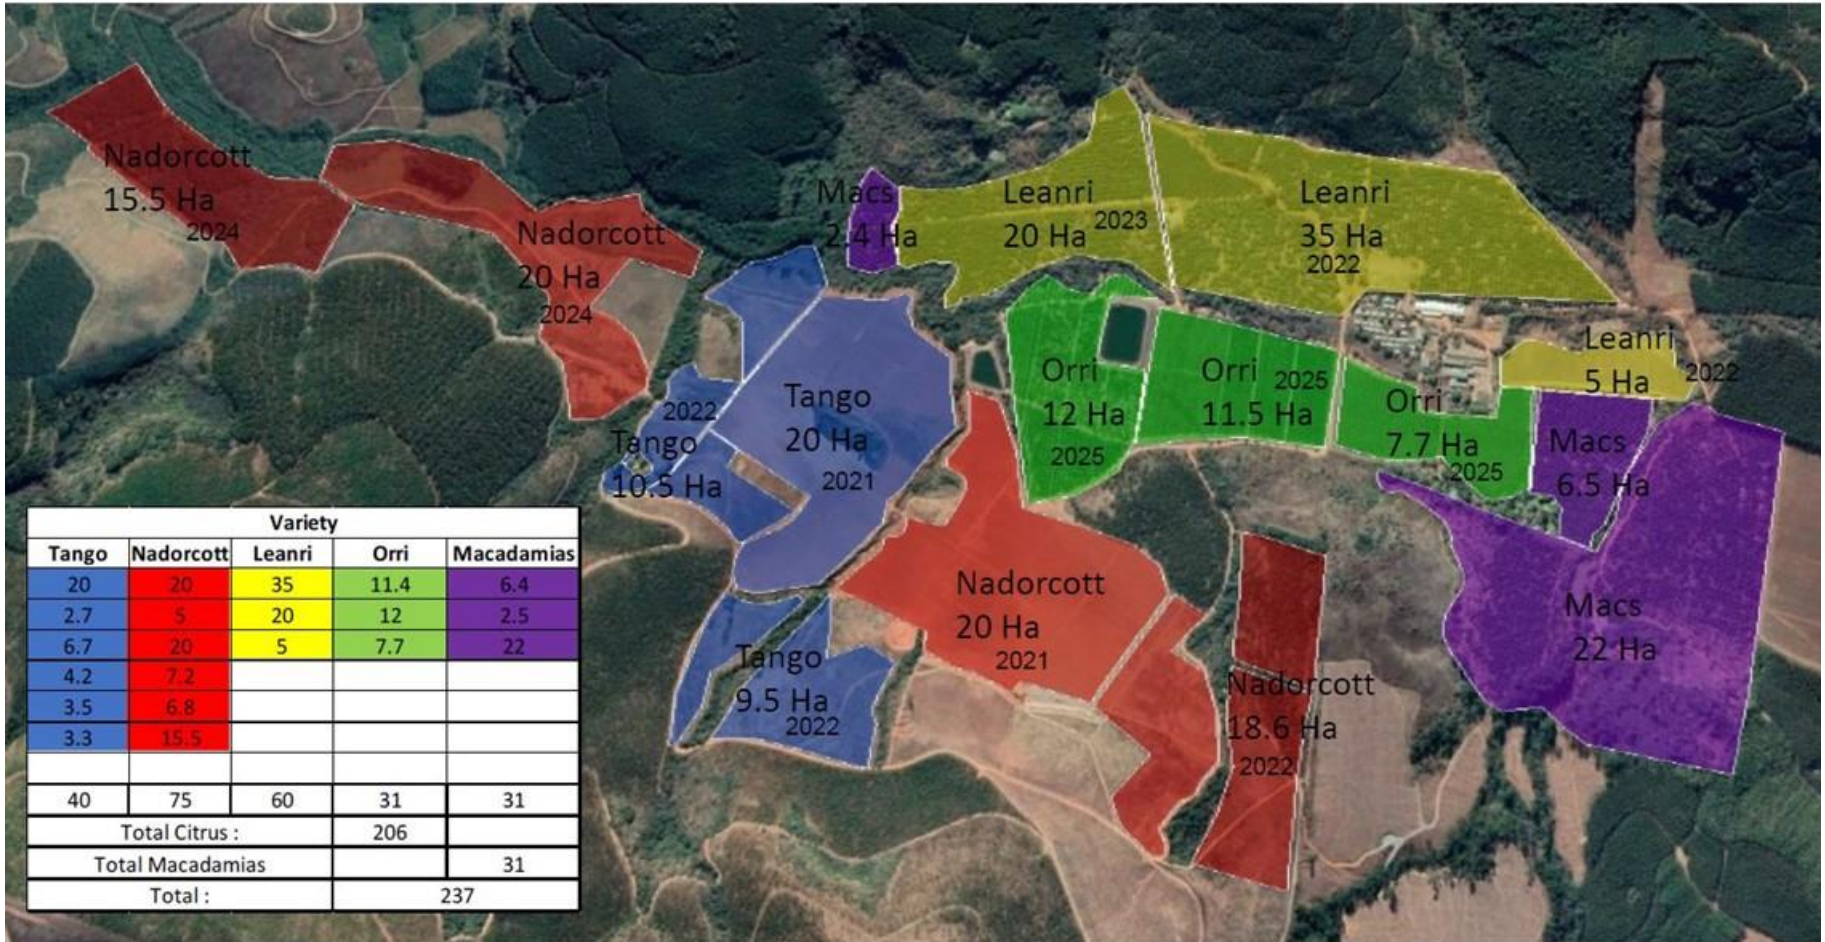 Nadorcott
15.5 Ha
2024
Nadorcott
20 Ha
2024
Macs
2.4 Ha
Leanri
20 Ha
2023
Leanri
35 Ha
2022
Leanri
5 Ha
2022
Tango
20 Ha
2021
2022
Tango
10.5 Ha
Orri
12 Ha
2025
Orri
2025
11.5 Ha
Orri
7.7 Ha
2025
Macs
6.5 Ha
Macs
22 Ha
Nadorcott
20 Ha
2021
Nadorcott
18.6 Ha
2022
Tango
9.5 Ha
2022
Variety
Tango Nadorcott Leanri Orri Macadamias
20 20 35 11.4 6.4
2.7 5 20 12 2.5
6.7 20 5 7.7 22
4.2 7.2
3.5 6.8
3.3 15.5
40 75 60 31 31
Total Citrus : 206
Total Macadamias 31
Total : 237